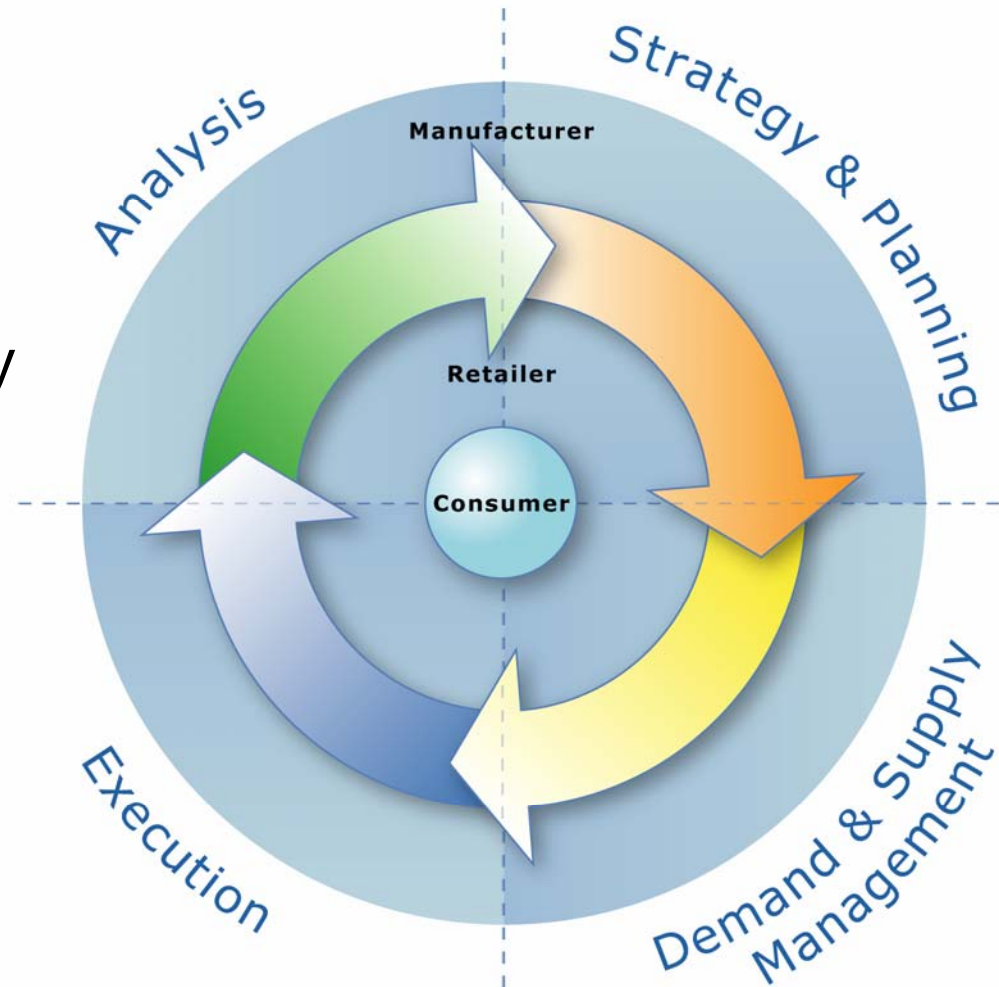 Analysis
Strategy & Planning
Manufacturer
y
Retailer
Consumer
Execution
Demand & Supply
Management